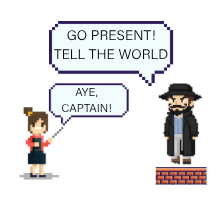 GO PRESENT!
TELL THE WORLD
AYE,
CAPTAIN!